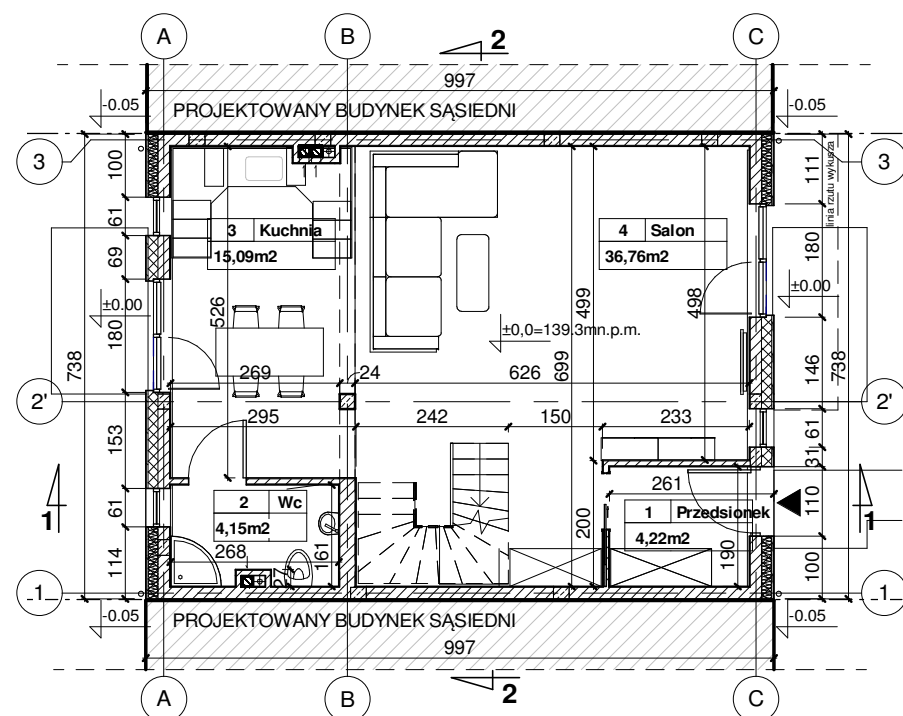 A
B
C
2
997
-0.05
PROJEKTOWANY BUDYNEK SĄSIEDNI
-0.05
3
3
100
111
linia rzutu wykusza
61
3 Kuchnia
15,09m2
4 Salon
36,76m2
180
69
±0.00
±0.00
526
499
498
±0,0=139.3mn.p.m.
180
738
699
146
738
269
24
626
2'
2'
295
242
150
233
61
153
31
261
1
1
61
2 Wc
4,15m2
1 Przedsionek
4,22m2
110
268
161
200
190
114
100
1
1
-0.05
PROJEKTOWANY BUDYNEK SĄSIEDNI
-0.05
997
2
A
B
C